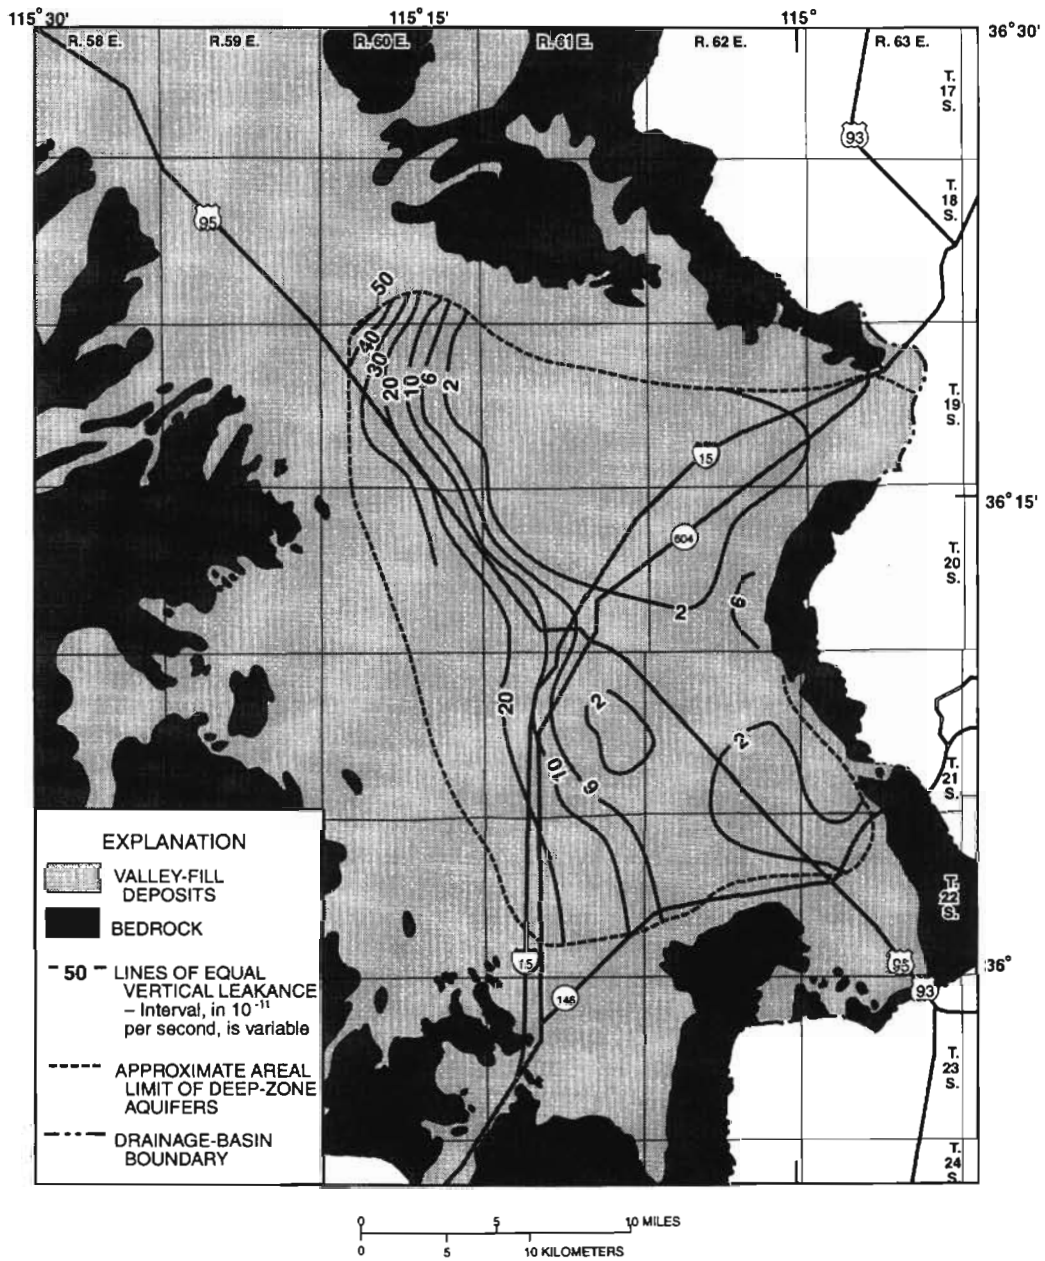 115° 30'
115° 15'
115°
36° 30'
R. 58 E.
R. 59 E.
R. 60 E.
R. 61 E.
R. 62 E.
R. 63 E.
T.
17
S.
93
T.
18
S.
95
50
40
30
20
10
6
2
T.
19
S.
15
36° 15'
604
T.
20
S.
6
2
20
2
2
10
6
T.
21
S.
EXPLANATION
VALLEY-FILL
DEPOSITS
BEDROCK
50 LINES OF EQUAL
VERTICAL LEAKANCE
– Interval, in 10⁻¹¹
per second, is variable
APPROXIMATE AREAL
LIMIT OF DEEP-ZONE
AQUIFERS
DRAINAGE-BASIN
BOUNDARY
T.
22
S.
15
95
36°
93
146
T.
23
S.
T.
24
S.
0 5 10 MILES
0 5 10 KILOMETERS